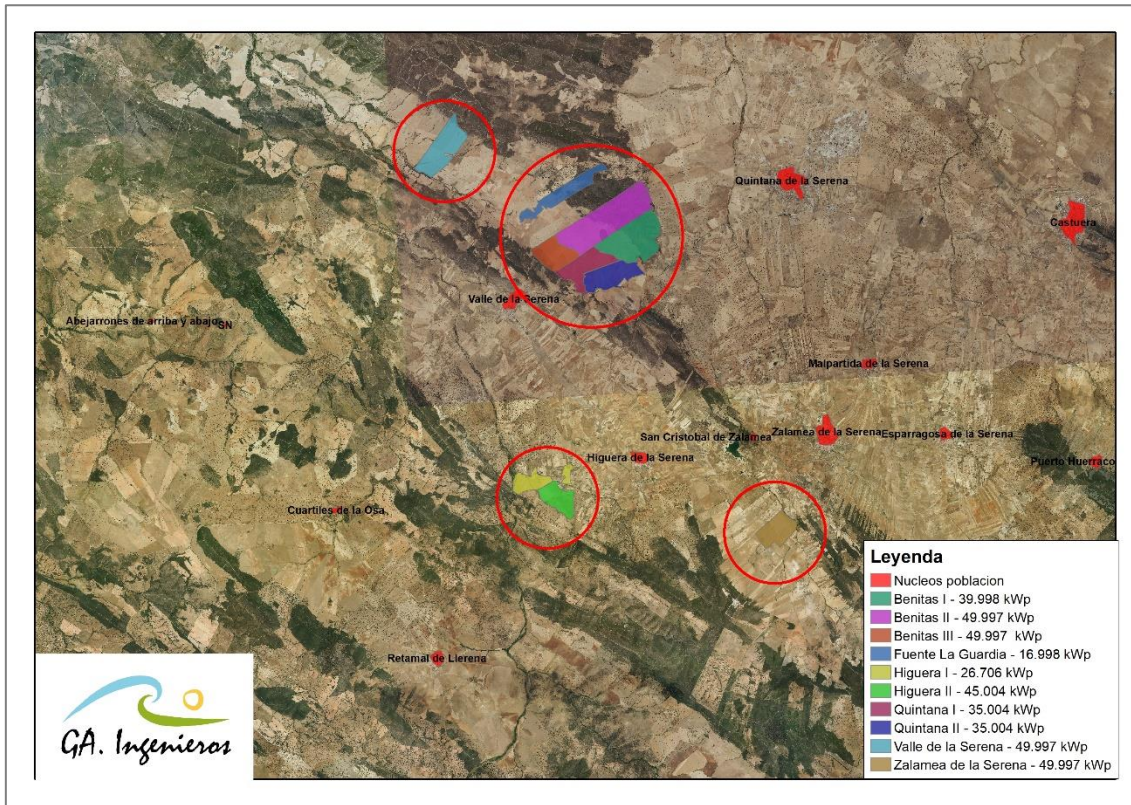 Quintana de la Serena
Castuera
Valle de la Serena
Abejarrones de arriba y abajo
SN
Malpartida de la Serena
San Cristobal de Zalamea
Zalamea de la Serena
Esparragosa de la Serena
Higuera de la Serena
Puerto Huerraco
Cuartiles de la Osa
Retamal de Llerena
Leyenda
Nucleos poblacion
Benitas I - 39.998 kWp
Benitas II - 49.997 kWp
Benitas III - 49.997 kWp
Fuente La Guardia - 16.998 kWp
Higuera I - 26.706 kWp
Higuera II - 45.004 kWp
Quintana I - 35.004 kWp
Quintana II - 35.004 kWp
Valle de la Serena - 49.997 kWp
Zalamea de la Serena - 49.997 kWp
GA. Ingenieros